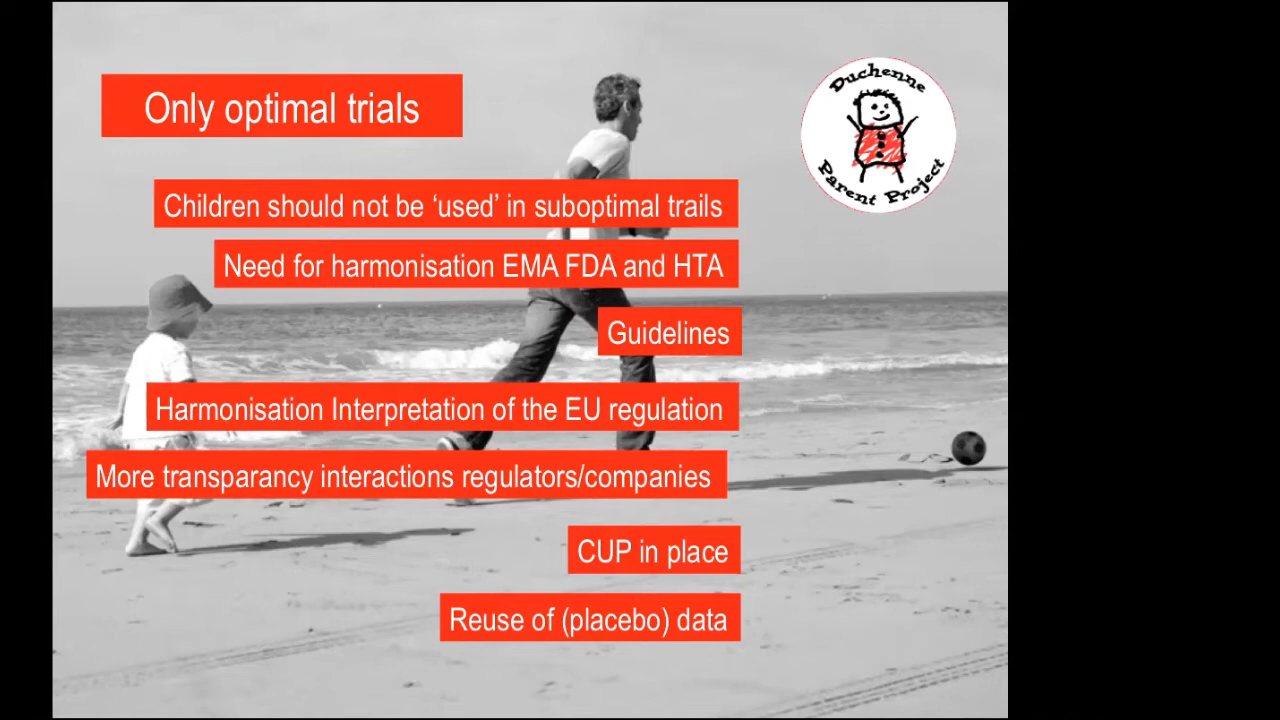 Only optimal trials
Duchenne
Parent Project
Children should not be ‘used’ in suboptimal trails
Need for harmonisation EMA FDA and HTA
Guidelines
Harmonisation Interpretation of the EU regulation
More transparancy interactions regulators/companies
CUP in place
Reuse of (placebo) data